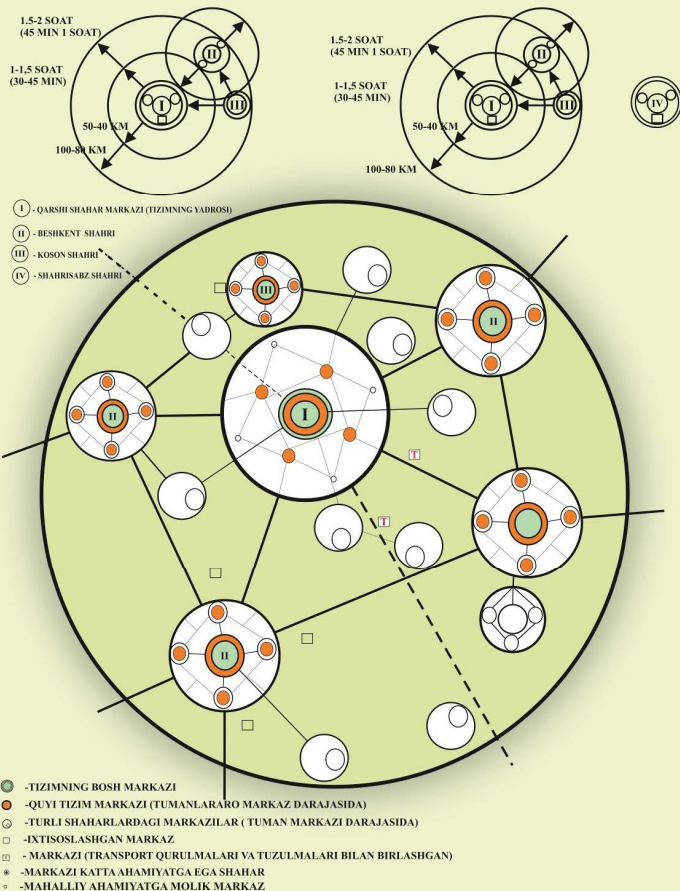 1.5-2 SOAT
(45 MIN 1 SOAT)
II
1-1,5 SOAT
(30-45 MIN)
I
III
50-40 KM
100-80 KM
1.5-2 SOAT
(45 MIN 1 SOAT)
II
1-1,5 SOAT
(30-45 MIN)
I
III
IV
50-40 KM
100-80 KM
I - QARSHI SHAHAR MARKAZI (TIZIMNING YADROSI)
II - BESHKENT SHAHRI
III - KOSON SHAHRI
IV - SHAHRISABZ SHAHRI
III
II
I
II
T
T
II
-TIZIMNING BOSH MARKAZI
-QUYI TIZIM MARKAZI (TUMANLARARO MARKAZ DARAJASIDA)
-TURLI SHAHARLARDAGI MARKAZILAR ( TUMAN MARKAZI DARAJASIDA)
-IXTISOSLASHGAN MARKAZ
T - MARKAZI (TRANSPORT QURULMALARI VA TUZULMALARI BILAN BIRLASHGAN)
-MARKAZI KATTA AHAMIYATGA EGA SHAHAR
-MAHALLIY AHAMIYATGA MOLIK MARKAZ